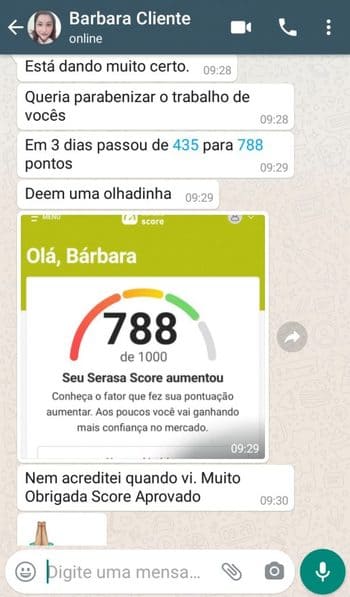 Barbara Cliente
online
Está dando muito certo. 09:28
Queria parabenizar o trabalho de
vocês 09:28
Em 3 dias passou de 435 para 788
pontos 09:29
Deem uma olhadinha 09:29
MENU
score
Olá, Bárbara
788
de 1000
Seu Serasa Score aumentou
Conheça o fator que fez sua pontuação
aumentar. Aos poucos você vai ganhando
mais confiança no mercado.
09:29
Nem acreditei quando vi. Muito
Obrigada Score Aprovado 09:30
Digite uma mensa...